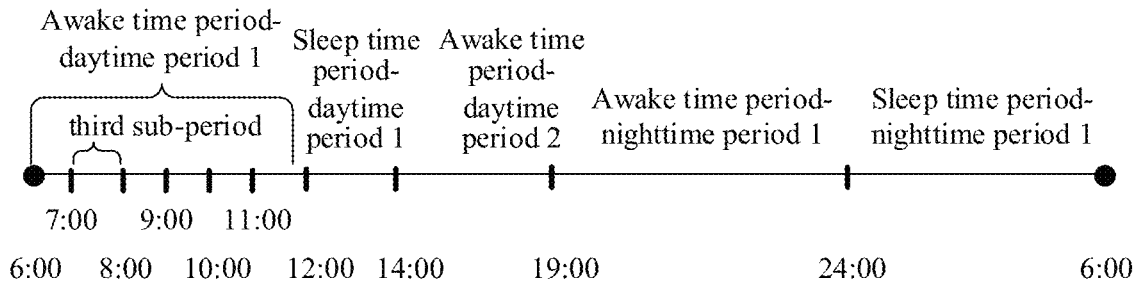 Awake time period-
daytime period 1
third sub-period
Sleep time
period-
daytime
period 1
Awake time
period-
daytime
period 2
Awake time period-
nighttime period 1
Sleep time period-
nighttime period 1
7:00 9:00 11:00
6:00 8:00 10:00 12:00 14:00 19:00 24:00 6:00